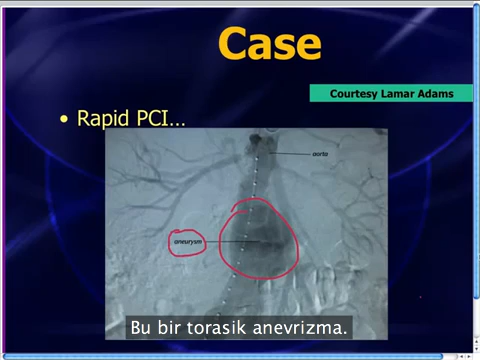 Case
Courtesy Lamar Adams
• Rapid PCI...
aorta
aneurysm
Bu bir torasik anevrizma.